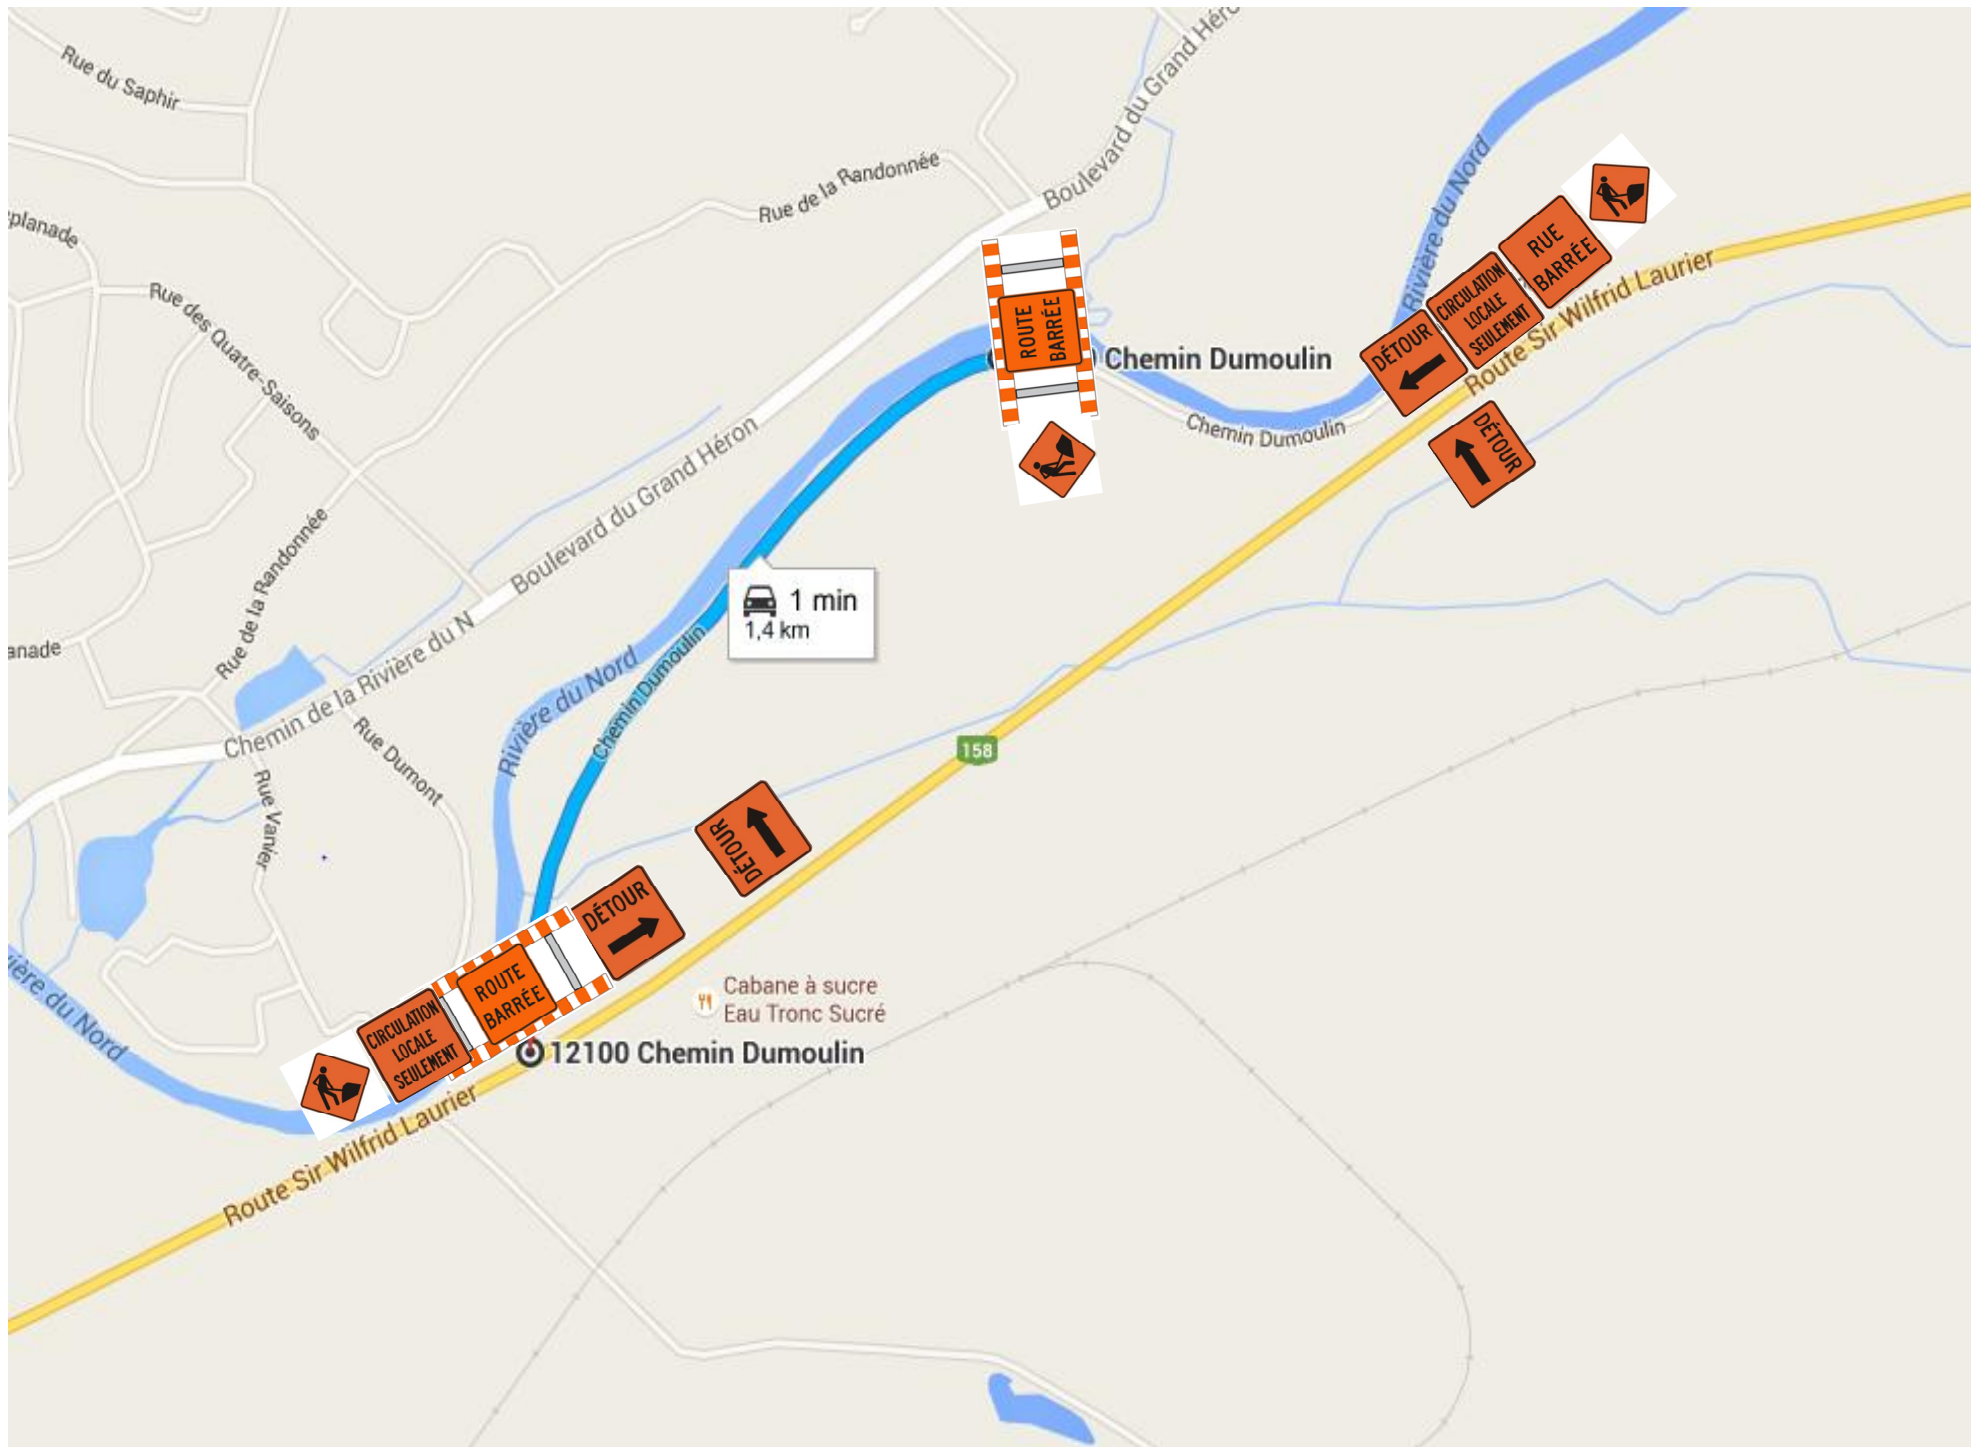 Rue du Saphir
Boulevard du Grand Héro
Rue de la Randonnée
Rivière du Nord
splanade
RUE
BARRÉE
CIRCULATION
LOCALE
SEULEMENT
DÉTOUR
Route Sir Wilfrid Laurier
ROUTE
BARRÉE
Chemin Dumoulin
Chemin Dumoulin
Rue des Quatre-Saisons
DÉTOUR
Boulevard du Grand Héron
Rue de la Randonnée
1 min
1,4 km
anade
Chemin de la Rivière du N
Rivière du Nord
Chemin Dumoulin
Rue Dumont
158
Rue Vanier
DÉTOUR
DÉTOUR
ROUTE
BARRÉE
CIRCULATION
LOCALE
SEULEMENT
Cabane à sucre
Eau Tronc Sucré
ivière du Nord
12100 Chemin Dumoulin
Route Sir Wilfrid Laurier